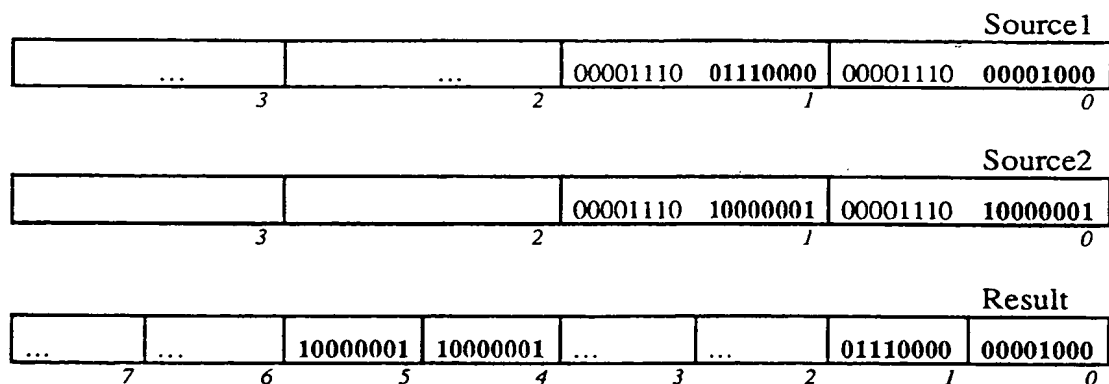 Source1
... ... 00001110 01110000 00001110 00001000
3 2 1 0
Source2
00001110 10000001 00001110 10000001
3 2 1 0
Result
... ... 10000001 10000001 ... ... 01110000 00001000
7 6 5 4 3 2 1 0